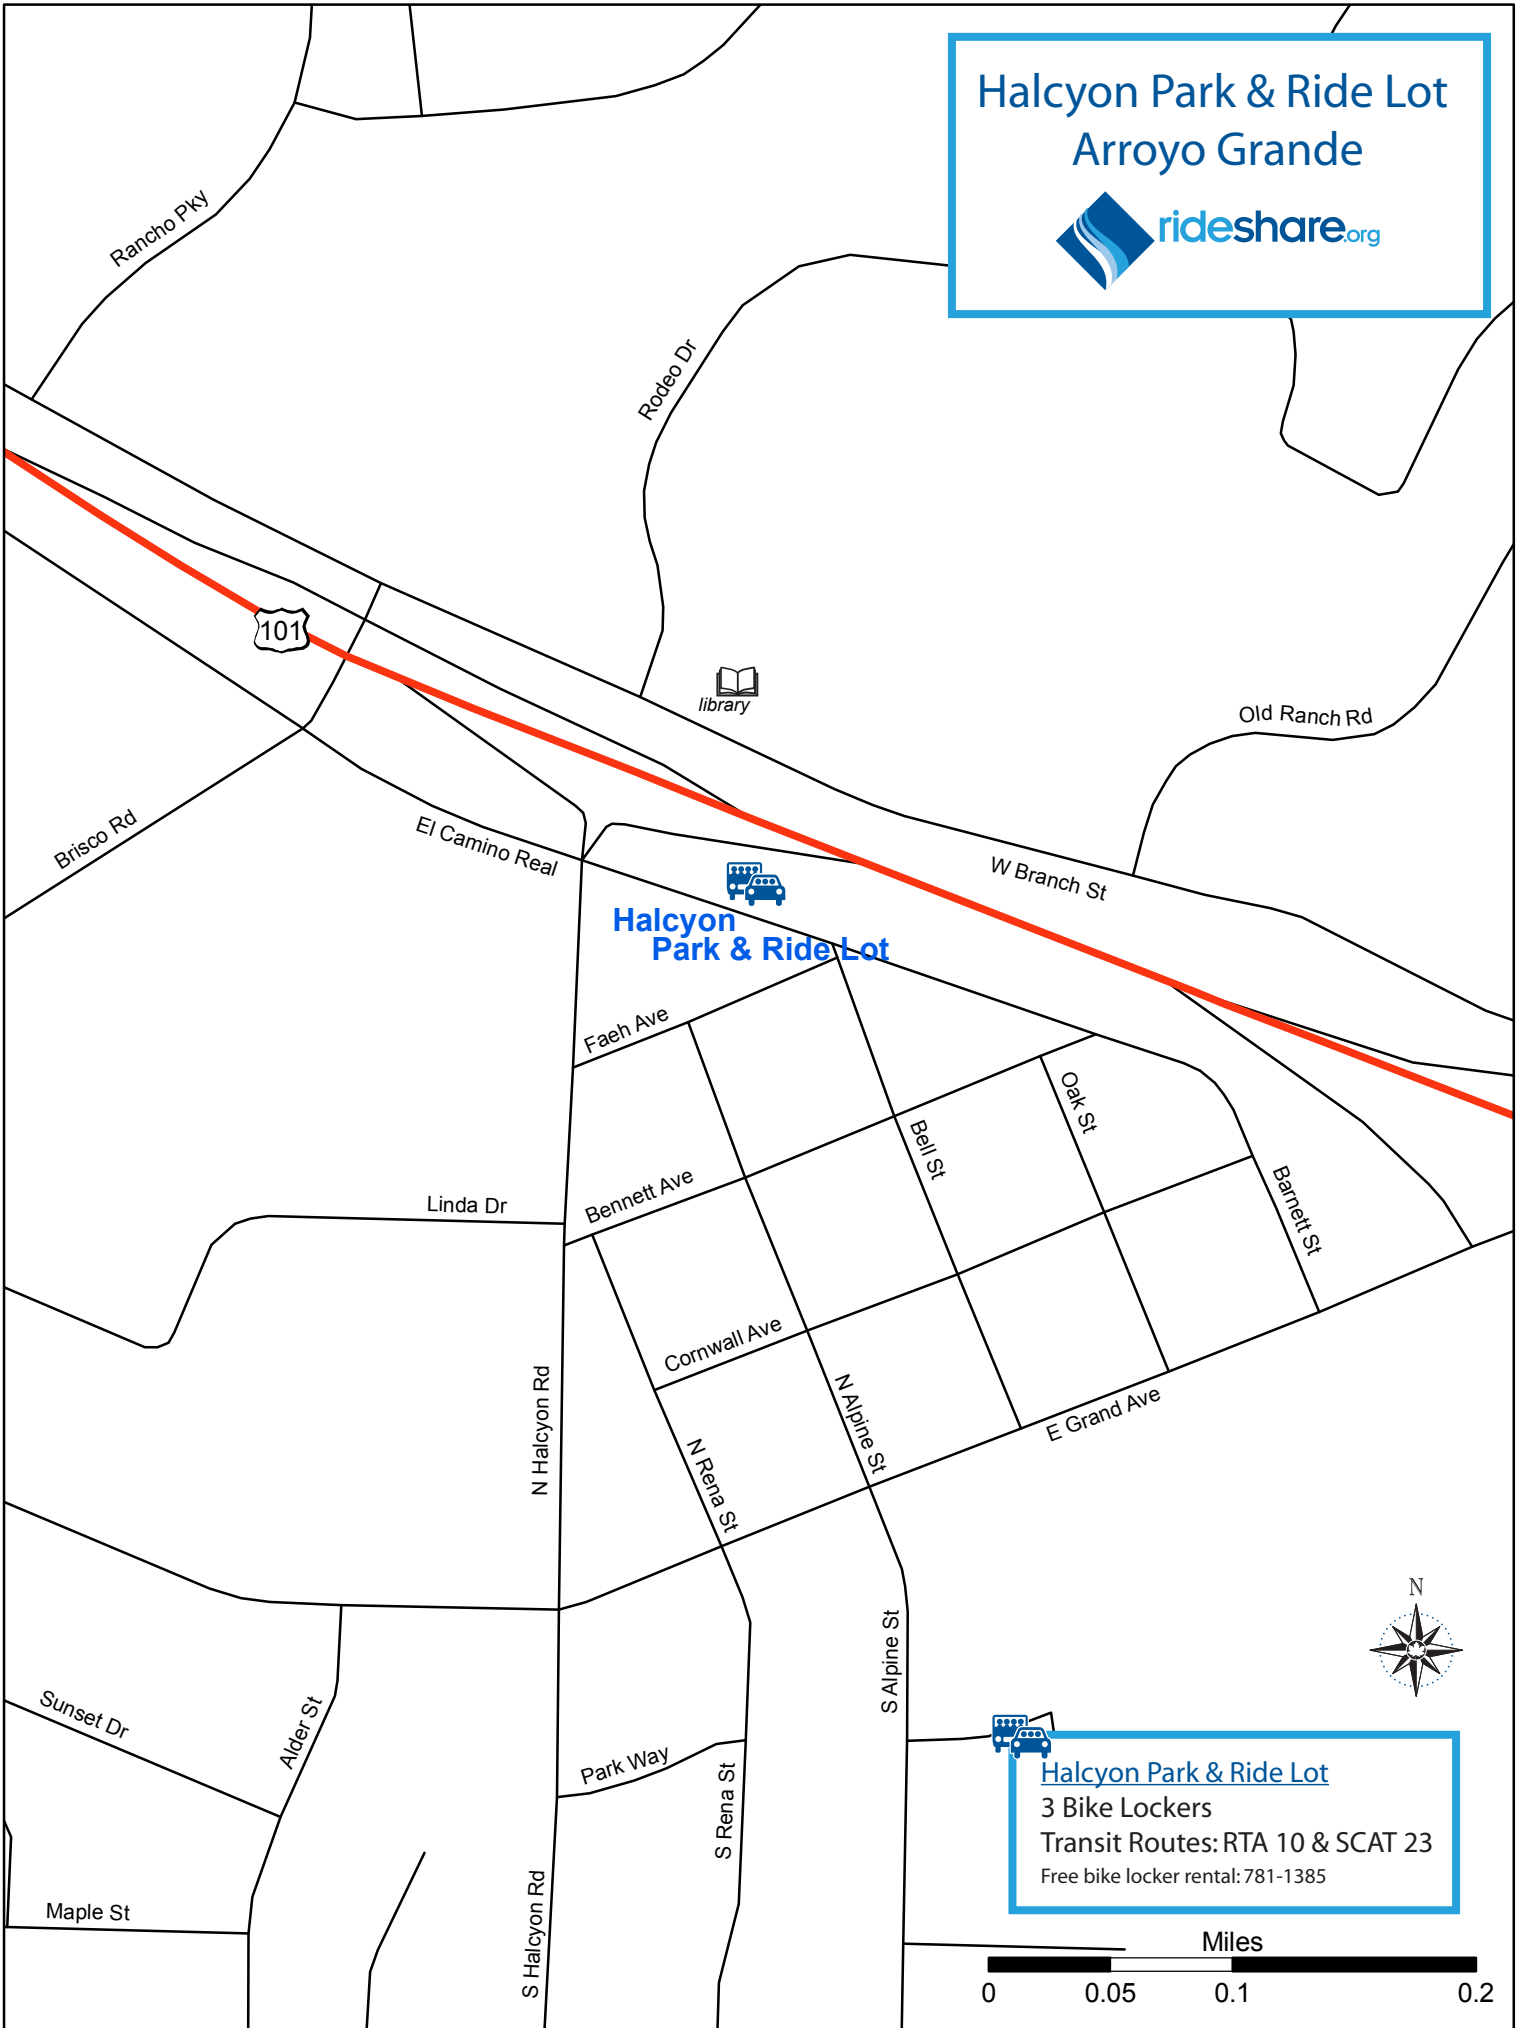 Halcyon Park & Ride Lot
Arroyo Grande
rideshare.org
Rancho Pky
Rodeo Dr
101
library
Old Ranch Rd
Brisco Rd
El Camino Real
W Branch St
Halcyon
Park & Ride Lot
Faeh Ave
Oak St
Bell St
Bennett Ave
Linda Dr
Barnett St
Cornwall Ave
N Halcyon Rd
N Alpine St
E Grand Ave
N Rena St
N
S Alpine St
Sunset Dr
Alder St
Park Way
S Rena St
Halcyon Park & Ride Lot
3 Bike Lockers
Transit Routes: RTA 10 & SCAT 23
Free bike locker rental: 781-1385
Maple St
S Halcyon Rd
Miles
0 0.05 0.1 0.2